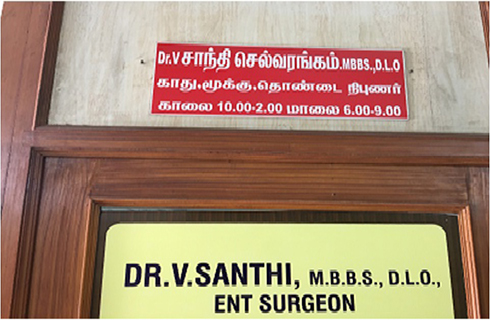 Dr.V சாந்தி செல்வரங்கம்.MBBS.,D.L.O
காது.மூக்கு.தொண்டை நிபுணர்
காலை 10.00-2.00 மாலை 6.00-9.00
DR.V.SANTHI, M.B.B.S., D.L.O.,
ENT SURGEON